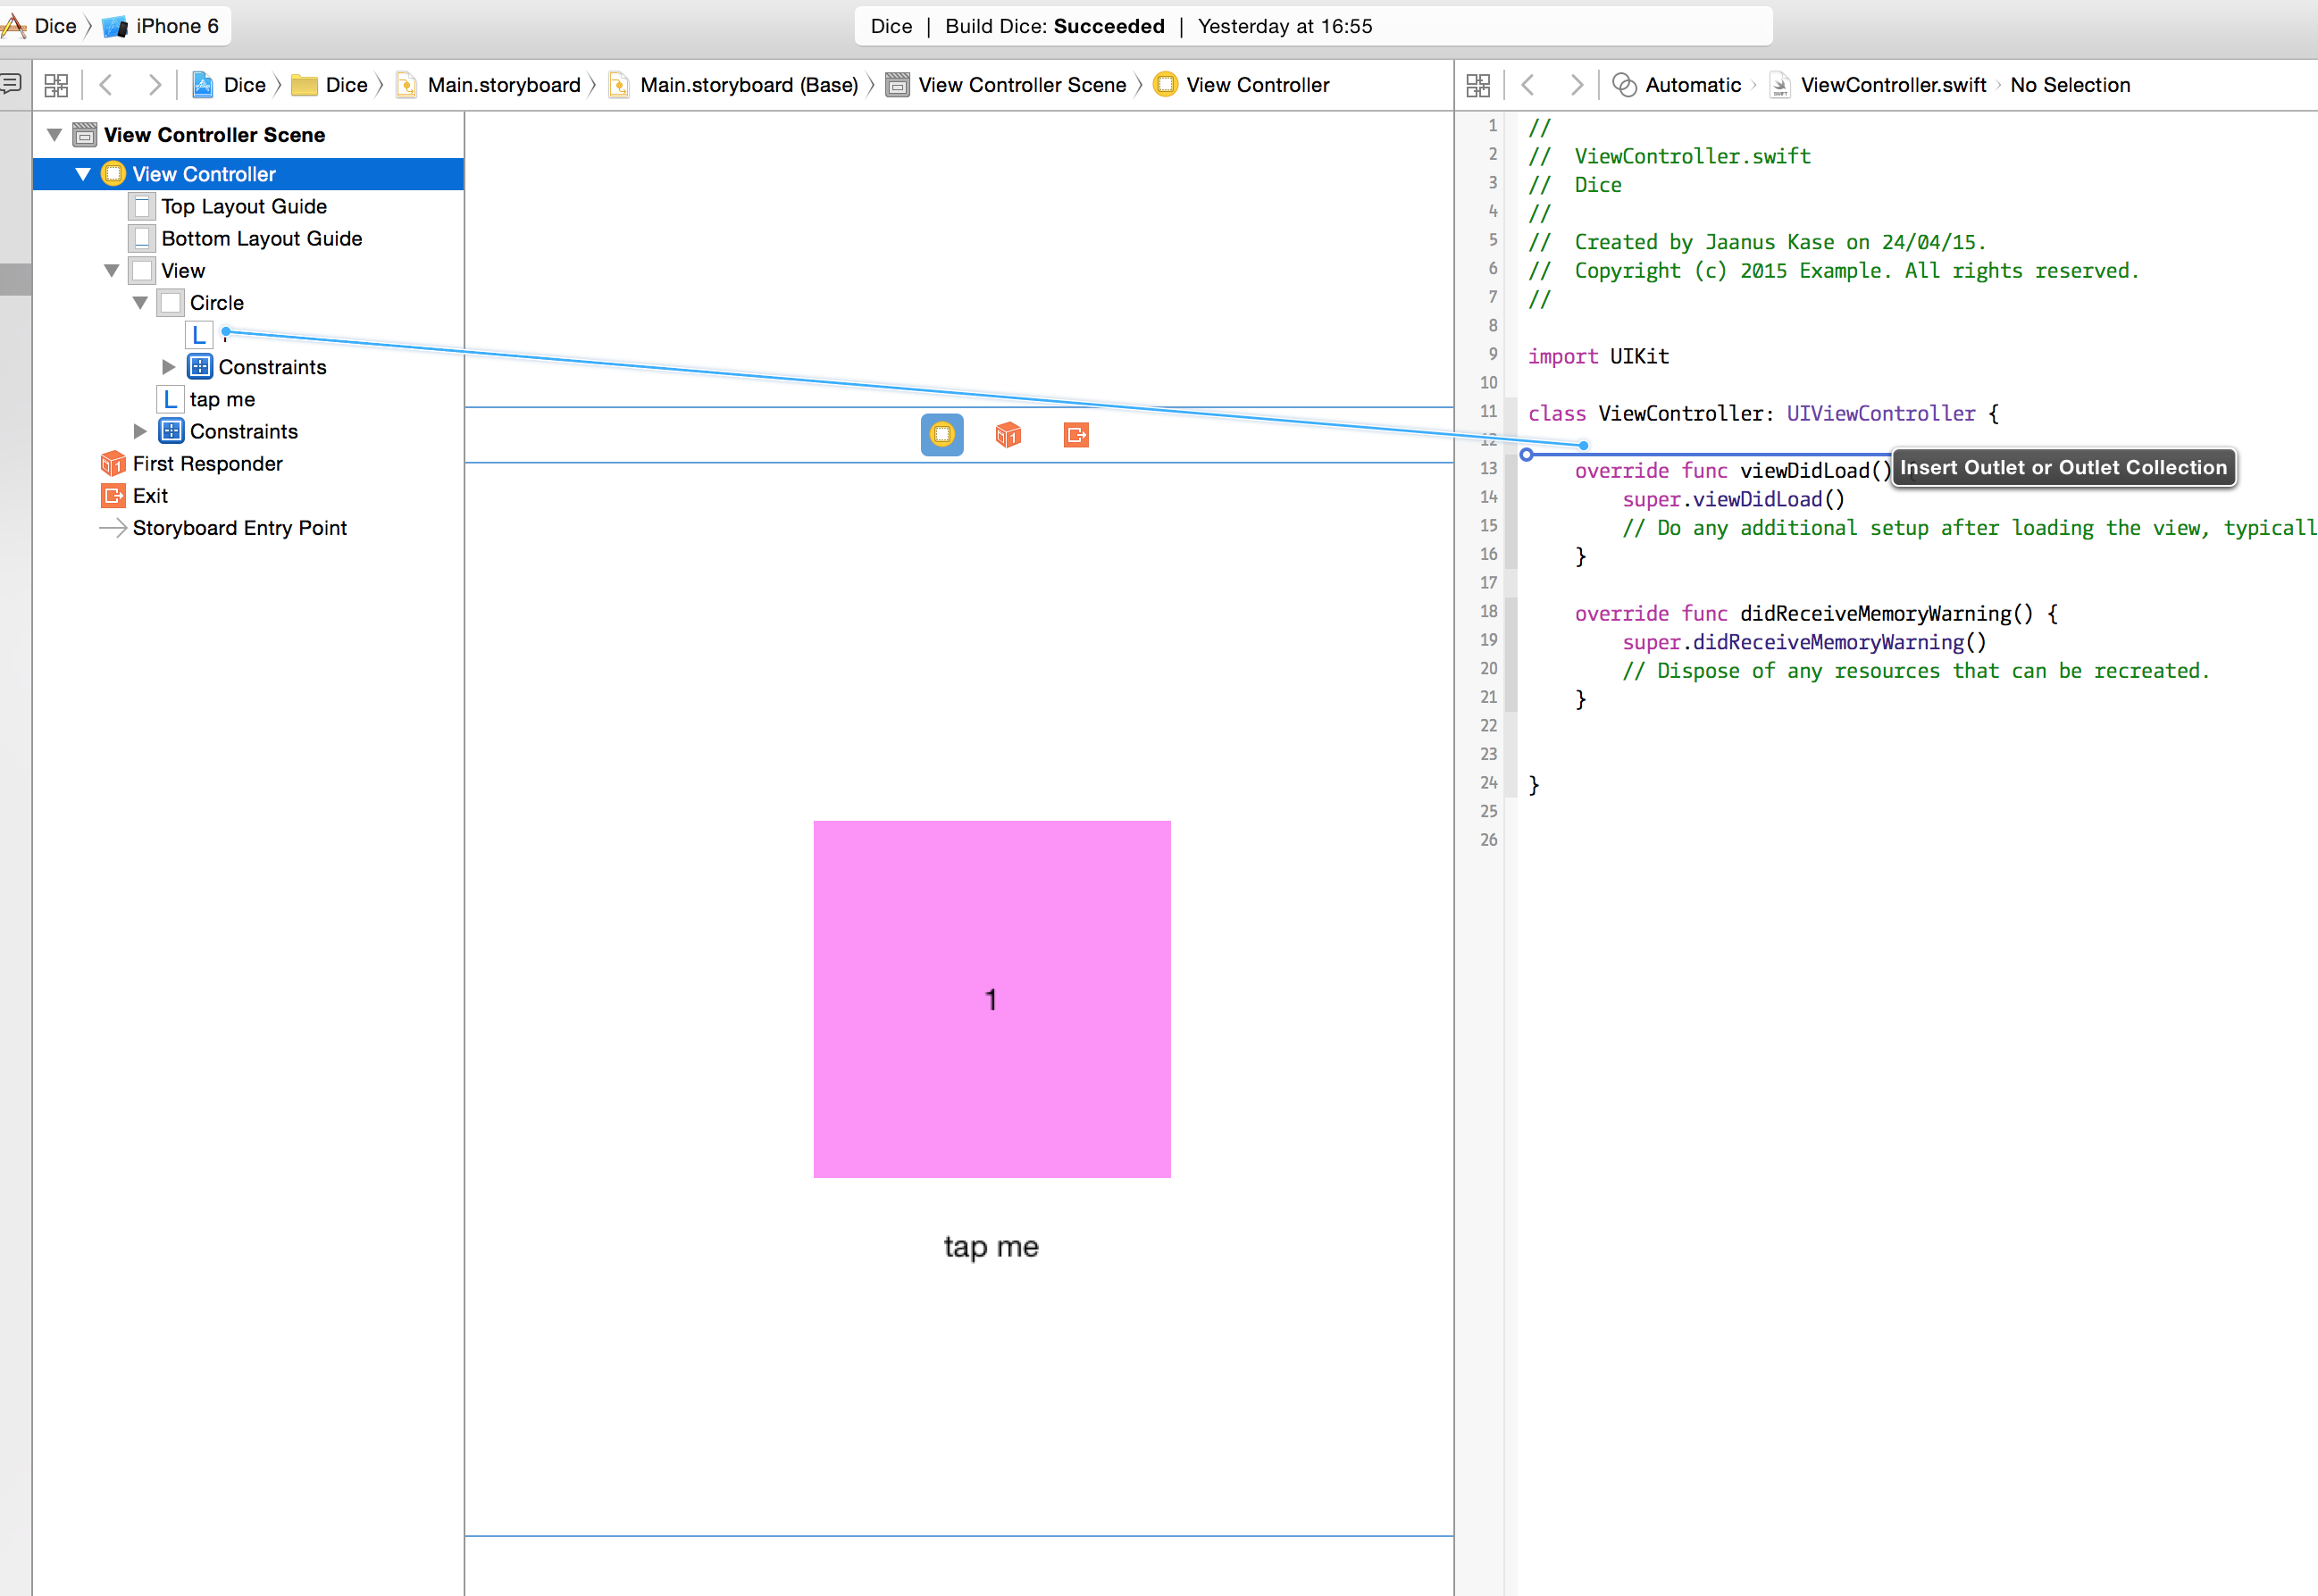 Dice iPhone 6
Dice | Build Dice: Succeeded | Yesterday at 16:55
Dice Dice Main.storyboard Main.storyboard (Base) View Controller Scene View Controller
Automatic ViewController.swift No Selection
View Controller Scene
View Controller
Top Layout Guide
Bottom Layout Guide
View
Circle
L
Constraints
L tap me
Constraints
First Responder
Exit
Storyboard Entry Point
1
tap me
1 //
2 //  ViewController.swift
3 //  Dice
4 //
5 //  Created by Jaanus Kase on 24/04/15.
6 //  Copyright (c) 2015 Example. All rights reserved.
7 //
8
9 import UIKit
10
11 class ViewController: UIViewController {
12
Insert Outlet or Outlet Collection
13     override func viewDidLoad()
14         super.viewDidLoad()
15         // Do any additional setup after loading the view, typicall
16     }
17
18     override func didReceiveMemoryWarning() {
19         super.didReceiveMemoryWarning()
20         // Dispose of any resources that can be recreated.
21     }
22
23
24 }
25
26